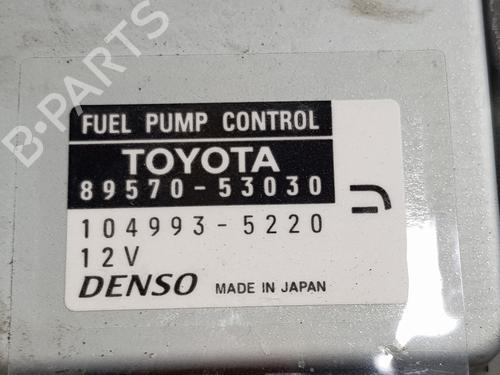 B-PARTS
FUEL PUMP CONTROL
TOYOTA
89570-53030
104993-5220
12V
DENSO MADE IN JAPAN